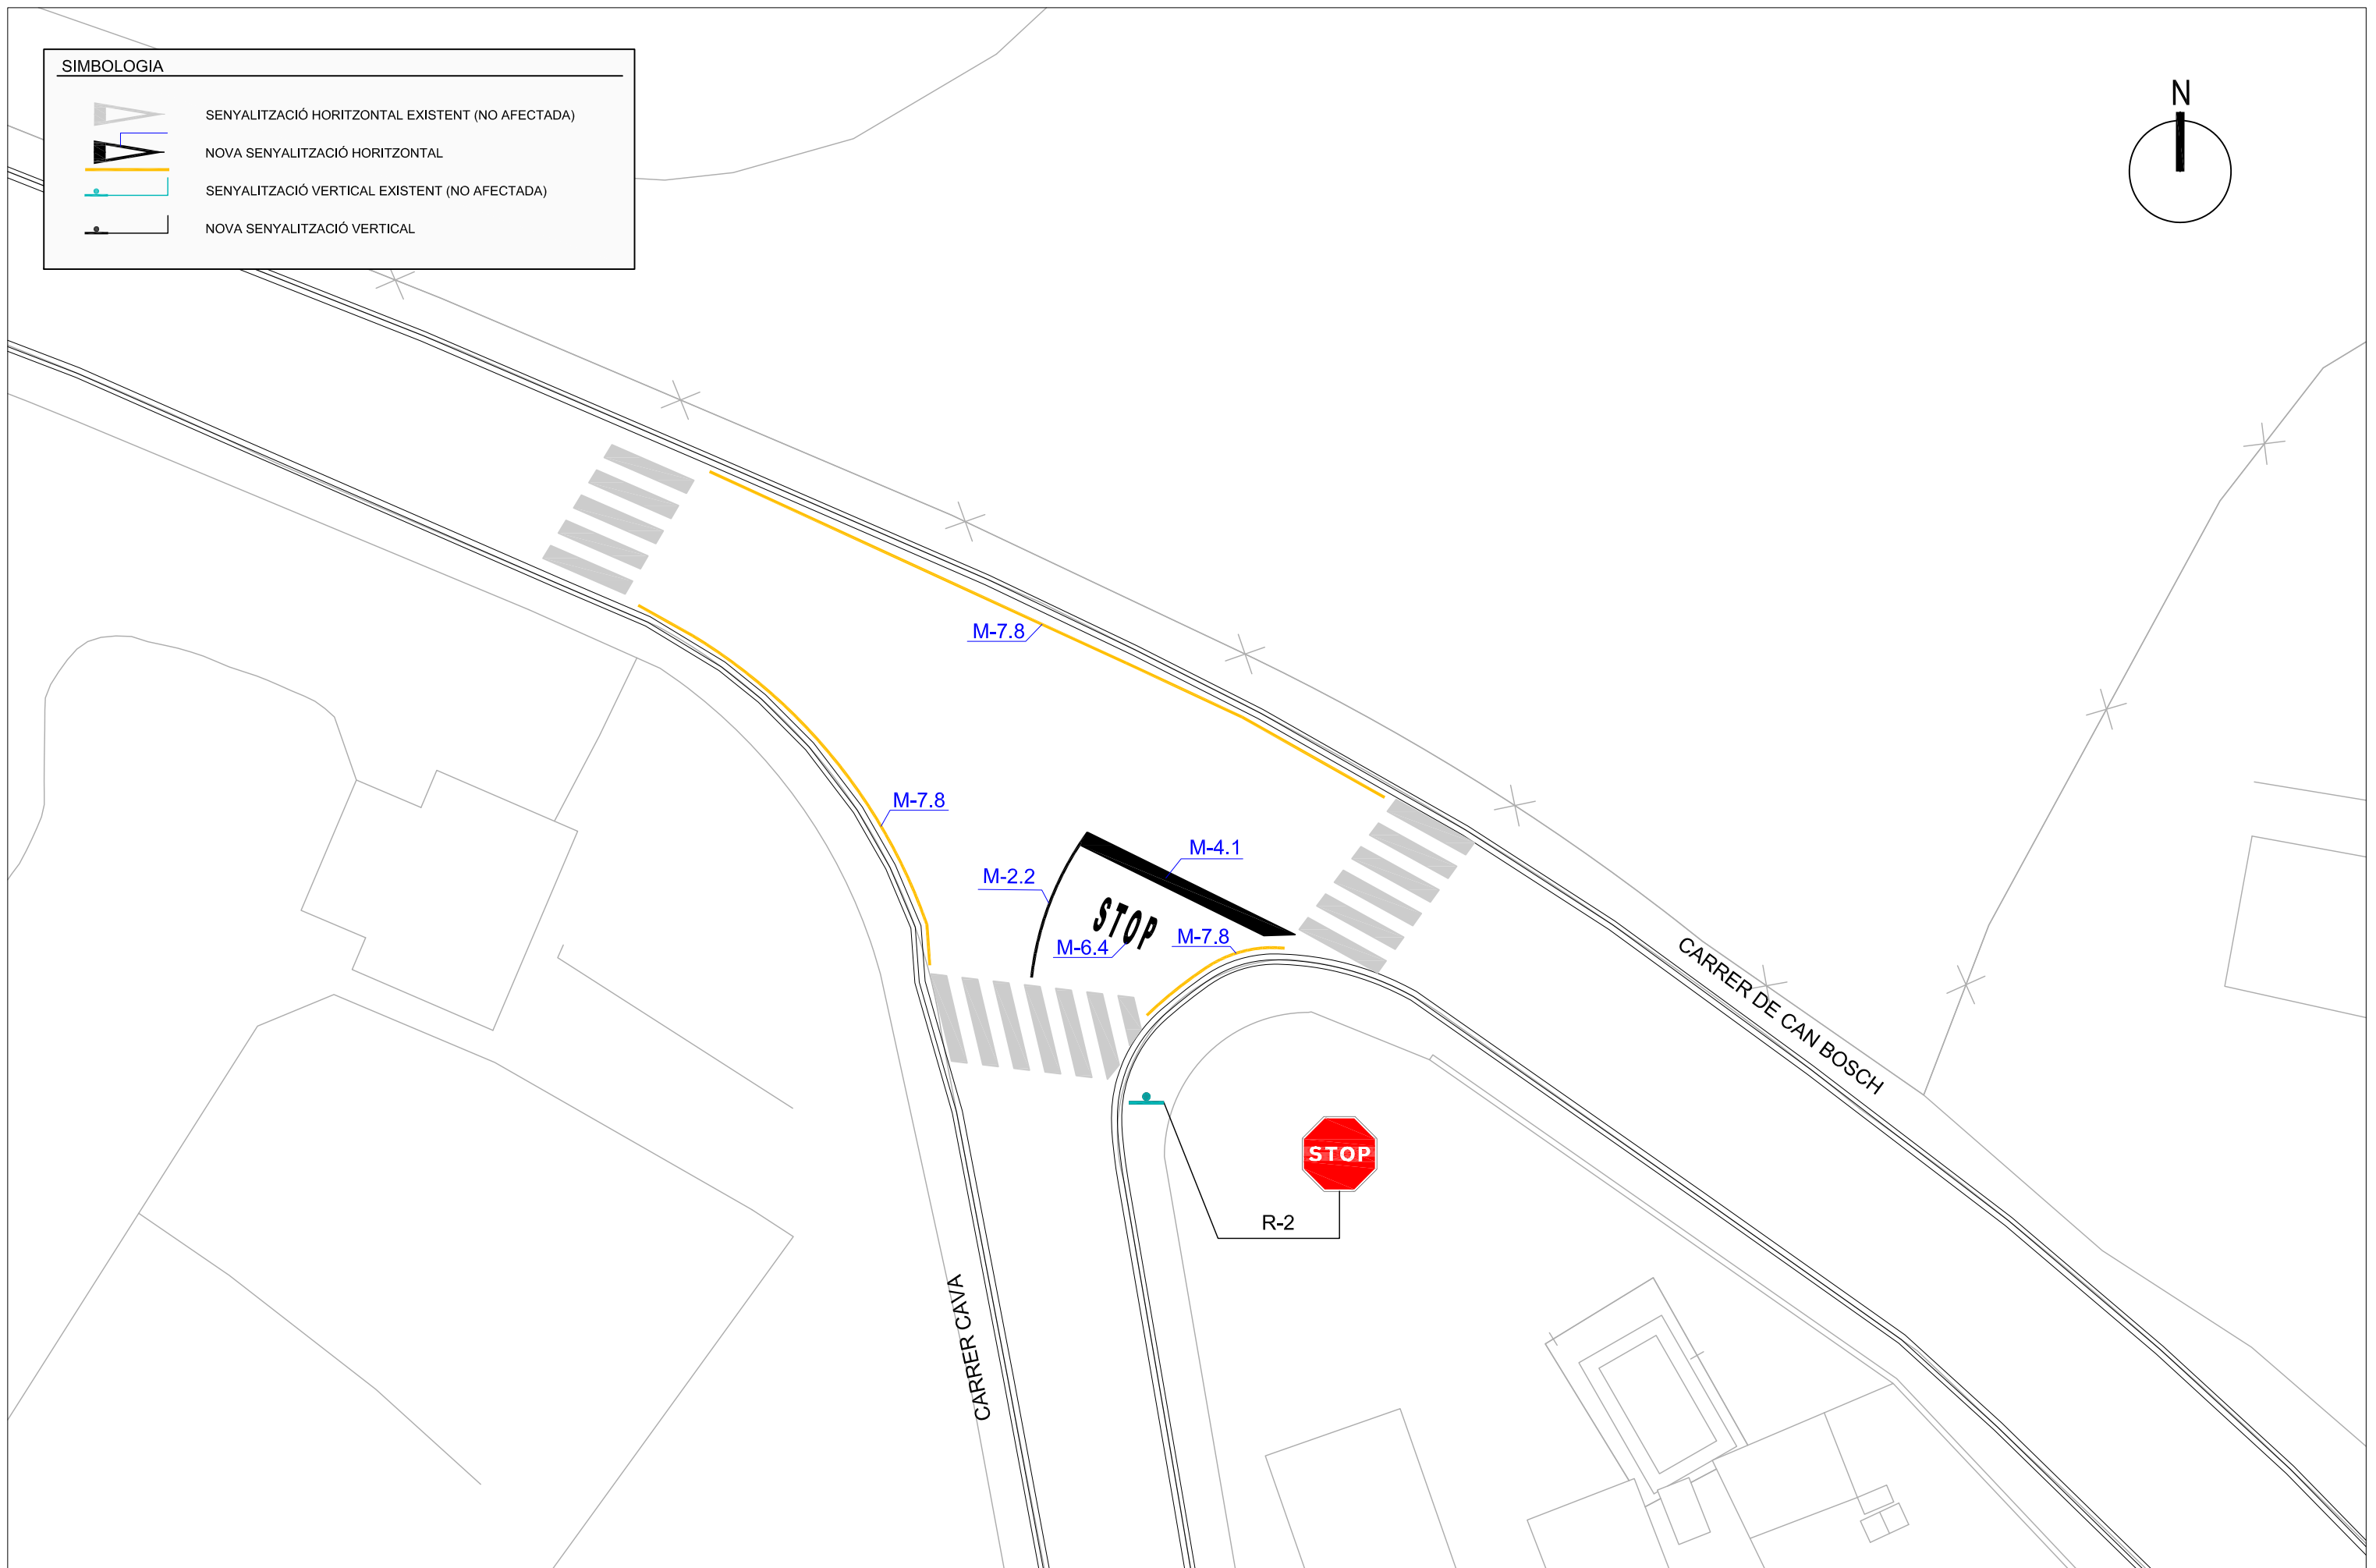 SIMBOLOGIA
SENYALITZACIÓ HORITZONTAL EXISTENT (NO AFECTADA)
NOVA SENYALITZACIÓ HORITZONTAL
SENYALITZACIÓ VERTICAL EXISTENT (NO AFECTADA)
NOVA SENYALITZACIÓ VERTICAL
N
M-7.8
M-7.8
M-4.1
M-2.2
STOP
M-6.4
M-7.8
CARRER DE CAN BOSCH
STOP
R-2
CARRER CAVA